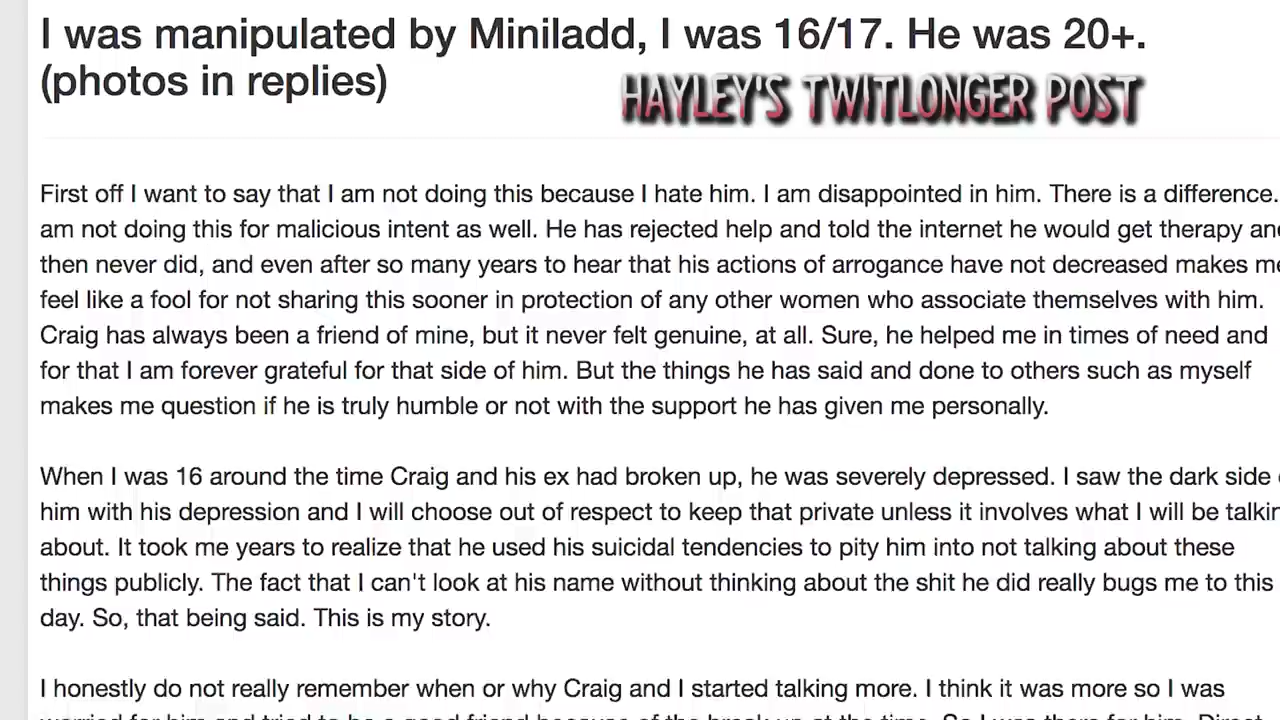 I was manipulated by Miniladd, I was 16/17. He was 20+.
(photos in replies)
HAYLEY'S TWITLONGER POST
First off I want to say that I am not doing this because I hate him. I am disappointed in him. There is a difference.
am not doing this for malicious intent as well. He has rejected help and told the internet he would get therapy
then never did, and even after so many years to hear that his actions of arrogance have not decreased makes
feel like a fool for not sharing this sooner in protection of any other women who associate themselves with him.
Craig has always been a friend of mine, but it never felt genuine, at all. Sure, he helped me in times of need and
for that I am forever grateful for that side of him. But the things he has said and done to others such as myself
makes me question if he is truly humble or not with the support he has given me personally.
When I was 16 around the time Craig and his ex had broken up, he was severely depressed. I saw the dark side
him with his depression and I will choose out of respect to keep that private unless it involves what I will be
about. It took me years to realize that he used his suicidal tendencies to pity him into not talking about these
things publicly. The fact that I can't look at his name without thinking about the shit he did really bugs me to this
day. So, that being said. This is my story.
I honestly do not really remember when or why Craig and I started talking more. I think it was more so I was